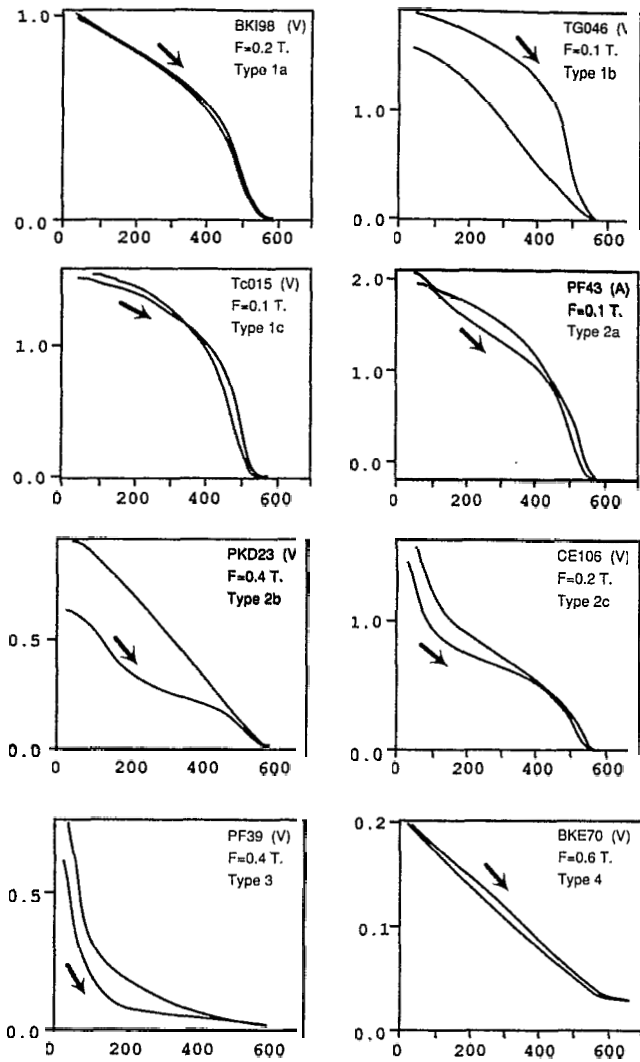 1.0
BKI98 (V)
F=0.2 T.
Type 1a
0.0
0 200 400 600
TG046 (V
F=0.1 T.
Type 1b
1.0
0.0
0 200 400 600
Tc015 (V)
F=0.1 T.
Type 1c
1.0
0.0
0 200 400 600
2.0
PF43 (A)
F=0.1 T.
Type 2a
1.0
0.0
0 200 400 600
PKD23 (V
F=0.4 T.
Type 2b
0.5
0.0
0 200 400 600
CE106 (V)
F=0.2 T.
Type 2c
1.0
0.0
0 200 400 600
PF39 (V)
F=0.4 T.
Type 3
0.5
0.0
0 200 400 600
0.2
BKE70 (V)
F=0.6 T.
Type 4
0.1
0.0
0 200 400 600